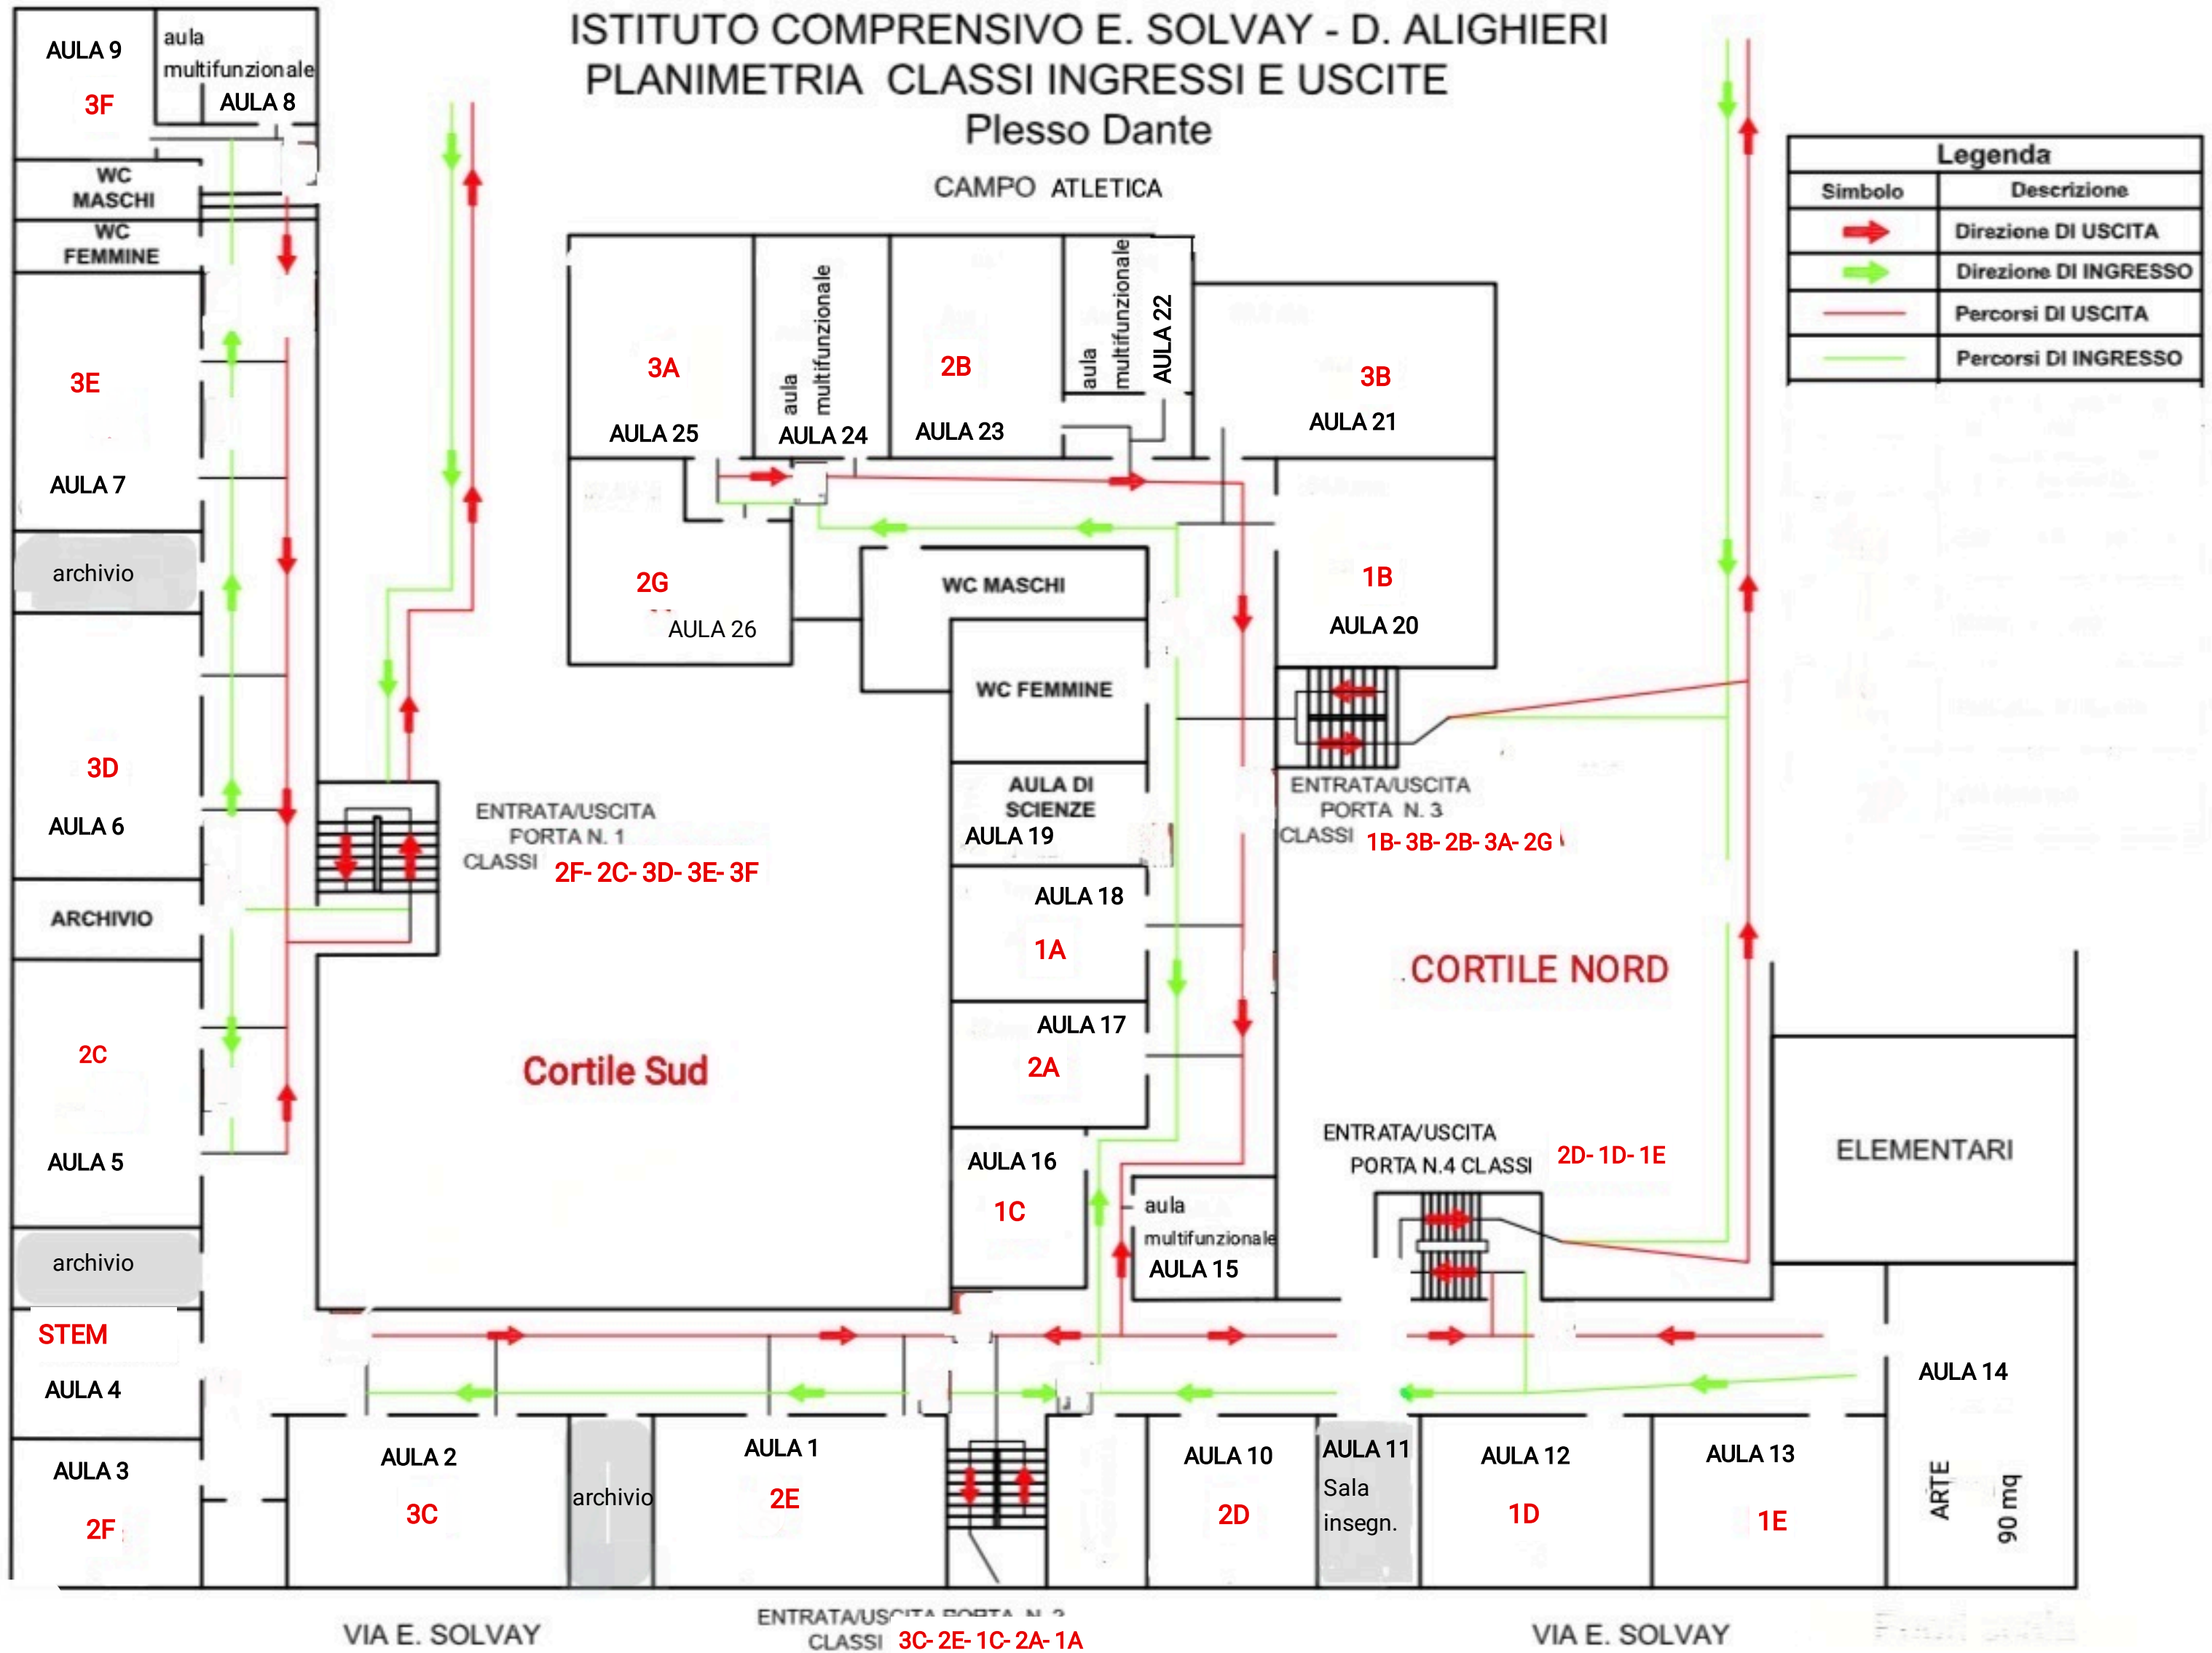 ISTITUTO COMPRENSIVO E. SOLVAY - D. ALIGHIERI
PLANIMETRIA CLASSI INGRESSI E USCITE
Plesso Dante
CAMPO ATLETICA
Legenda
Simbolo Descrizione
Direzione DI USCITA
Direzione DI INGRESSO
Percorsi DI USCITA
Percorsi DI INGRESSO
AULA 9
3F
aula
multifunzionale
AULA 8
WC
MASCHI
WC
FEMMINE
3E
AULA 7
archivio
3D
AULA 6
ARCHIVIO
2C
AULA 5
archivio
STEM
AULA 4
AULA 3
2F
ENTRATA/USCITA
PORTA N. 1
CLASSI 2F- 2C- 3D- 3E- 3F
Cortile Sud
3A
AULA 25
aula
multifunzionale
AULA 24
2B
AULA 23
aula
multifunzionale
AULA 22
3B
AULA 21
2G
AULA 26
WC MASCHI
1B
AULA 20
WC FEMMINE
AULA DI
SCIENZE
AULA 19
ENTRATA/USCITA
PORTA N. 3
CLASSI 1B- 3B- 2B- 3A- 2G
AULA 18
1A
CORTILE NORD
AULA 17
2A
AULA 16
1C
aula
multifunzionale
AULA 15
ENTRATA/USCITA
PORTA N.4 CLASSI 2D- 1D- 1E
ELEMENTARI
AULA 2
3C
archivio
AULA 1
2E
AULA 10
2D
AULA 11
Sala
insegn.
AULA 12
1D
AULA 13
1E
AULA 14
ARTE
90 mq
VIA E. SOLVAY
ENTRATA/USCITA PORTA N. 2
CLASSI 3C- 2E- 1C- 2A- 1A
VIA E. SOLVAY